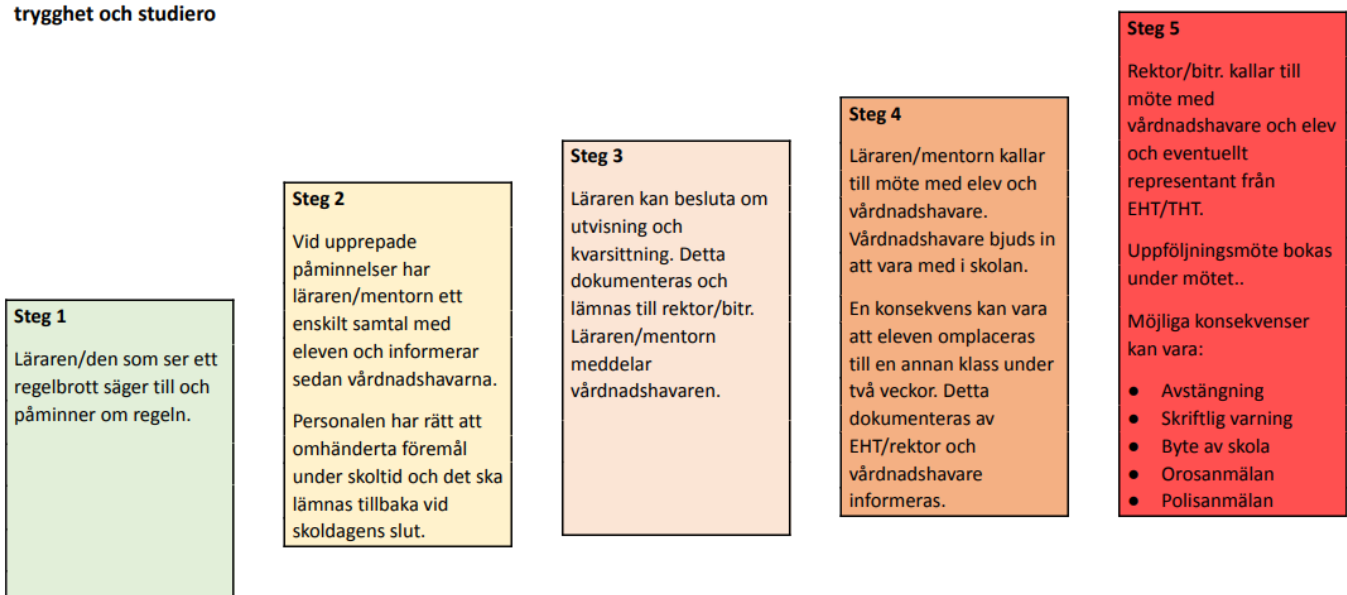 trygghet och studiero
Steg 1
Läraren/den som ser ett
regelbrott säger till och
påminner om regeln.
Steg 2
Vid upprepade
påminnelser har
läraren/mentorn ett
enskilt samtal med
eleven och informerar
sedan vårdnadshavarna.
Personalen har rätt att
omhänderta föremål
under skoltid och det ska
lämnas tillbaka vid
skoldagens slut.
Steg 3
Läraren kan besluta om
utvisning och
kvarsittning. Detta
dokumenteras och
lämnas till rektor/bitr.
Läraren/mentorn
meddelar
vårdnadshavaren.
Steg 4
Läraren/mentorn kallar
till möte med elev och
vårdnadshavare.
Vårdnadshavare bjuds in
att vara med i skolan.
En konsekvens kan vara
att eleven omplaceras
till en annan klass under
två veckor. Detta
dokumenteras av
EHT/rektor och
vårdnadshavare
informeras.
Steg 5
Rektor/bitr. kallar till
möte med
vårdnadshavare och elev
och eventuellt
representant från
EHT/THT.
Uppföljningsmöte bokas
under mötet..
Möjliga konsekvenser
kan vara:
● Avstängning
● Skriftlig varning
● Byte av skola
● Orosanmälan
● Polisanmälan